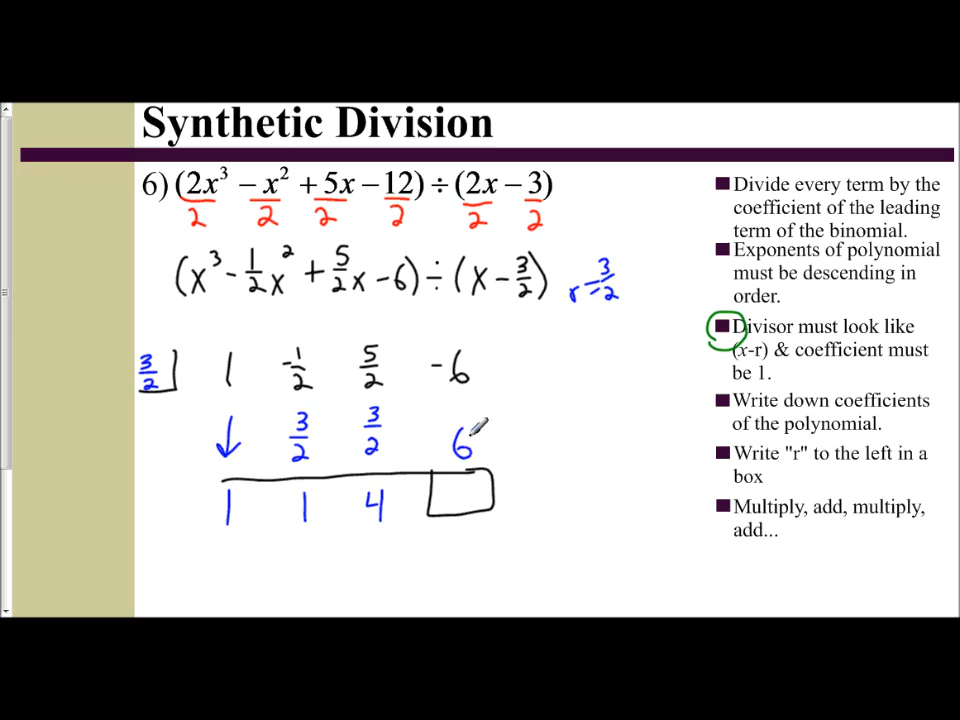 Synthetic Division
6) (2x³ − x² + 5x − 12) ÷ (2x − 3)
2 2 2 2 2 2
(x³ - 1/2 x² + 5/2 x - 6) ÷ (x - 3/2) r = 3/2
3/2 1 -1/2 5/2 -6
↓ 3/2 3/2 6
1 1 4
■ Divide every term by the
coefficient of the leading
term of the binomial.
■ Exponents of polynomial
must be descending in
order.
■ Divisor must look like
(x-r) & coefficient must
be 1.
■ Write down coefficients
of the polynomial.
■ Write "r" to the left in a
box
■ Multiply, add, multiply,
add...